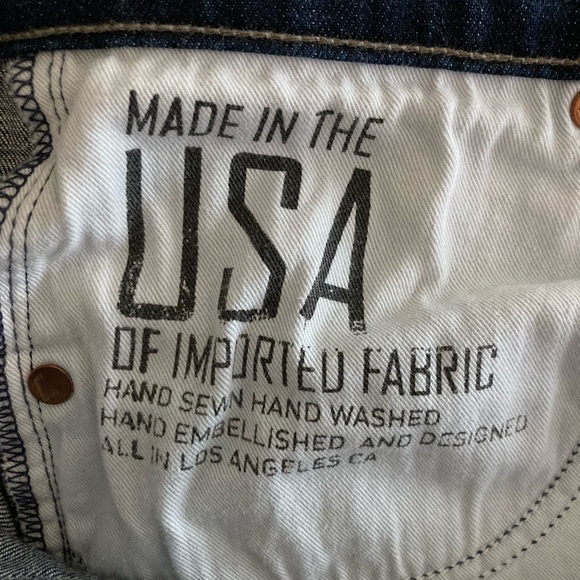 MADE IN THE
USA
OF IMPORTED FABRIC
HAND SEWN HAND WASHED
HAND EMBELLISHED AND DESIGNED
ALL IN LOS ANGELES CA